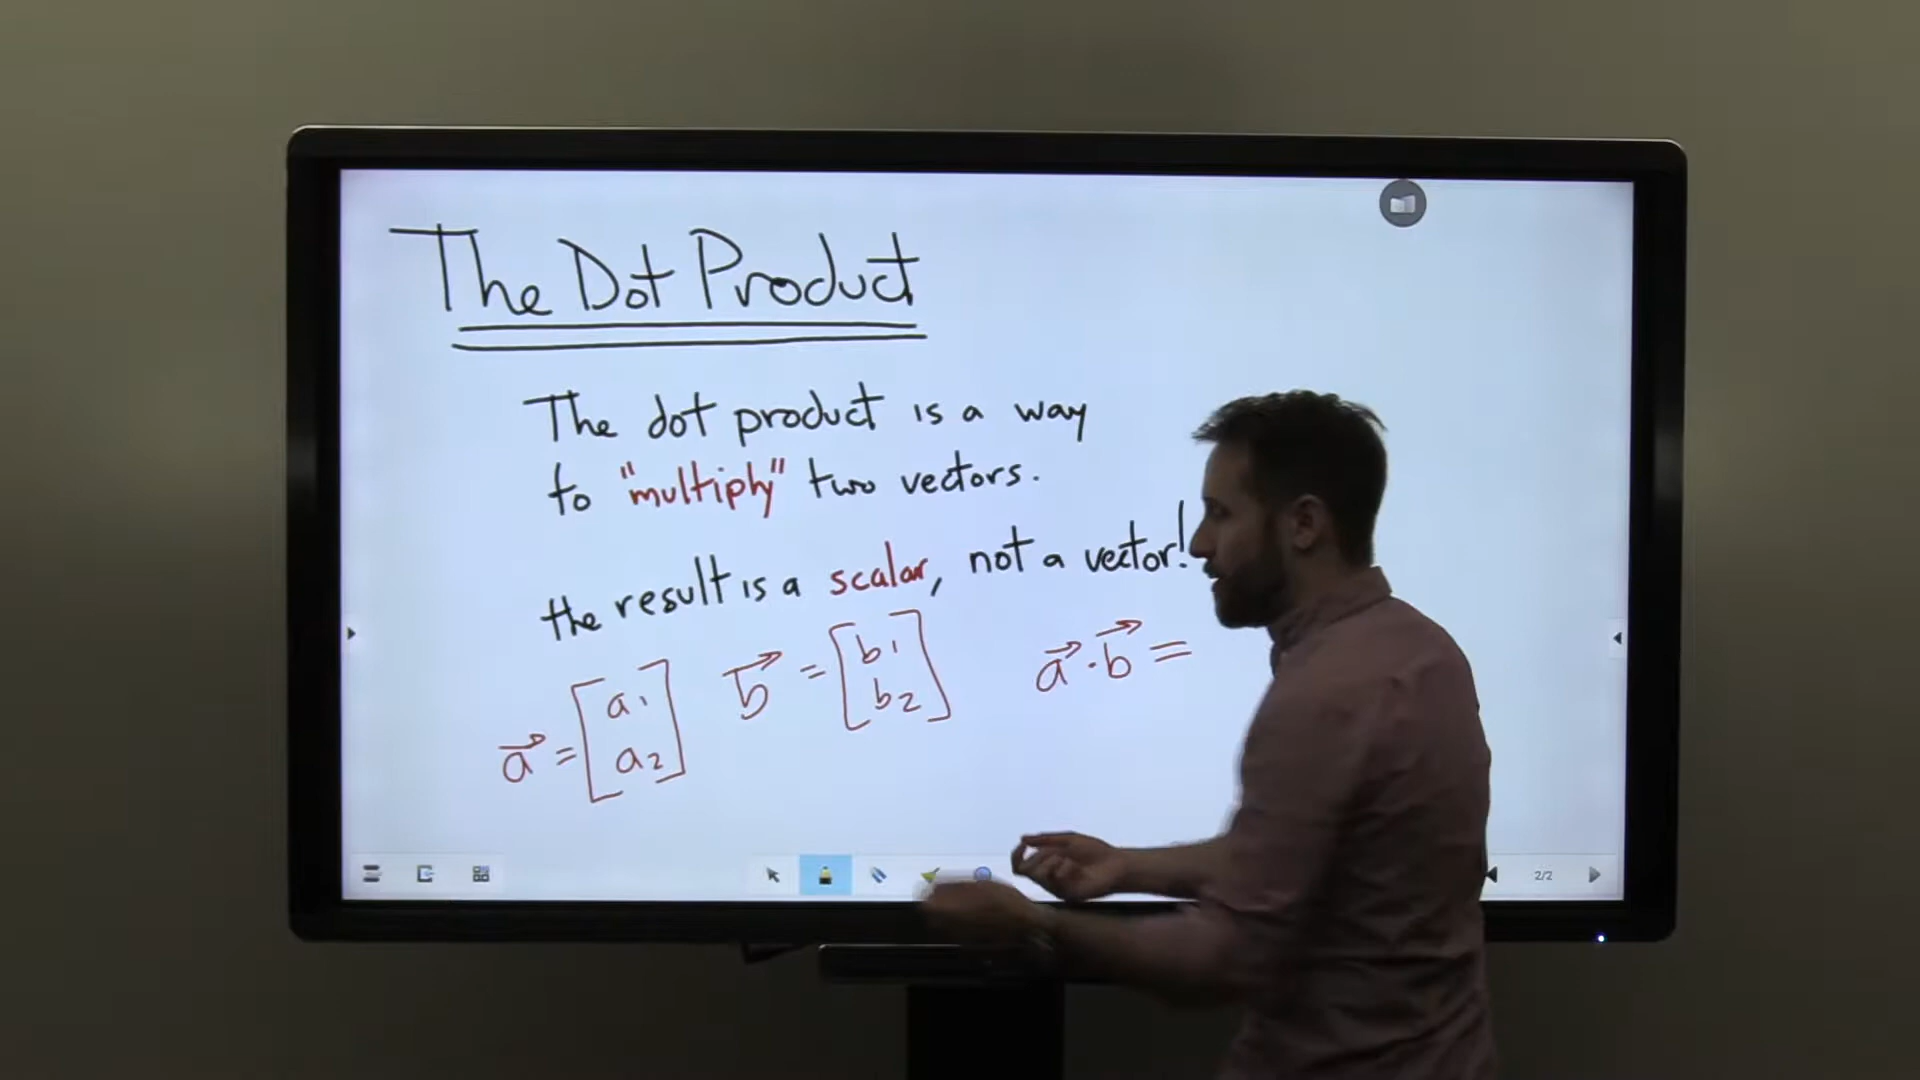 The Dot Product
The dot product is a way
to "multiply" two vectors.
the result is a scalar, not a vector!
a⃗ = [a1 a2] b⃗ = [b1 b2] a⃗ · b⃗ =
2/2